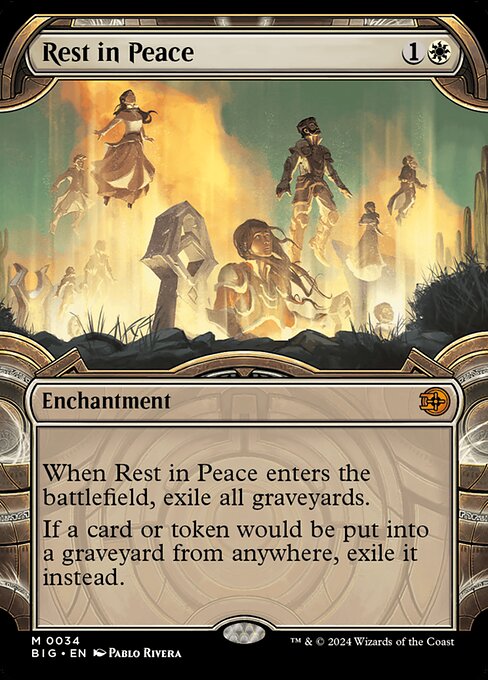 Rest in Peace 1
Enchantment
When Rest in Peace enters the
battlefield, exile all graveyards.
If a card or token would be put into
a graveyard from anywhere, exile it
instead.
M 0034
BIG • EN Pablo Rivera
™ & © 2024 Wizards of the Coast